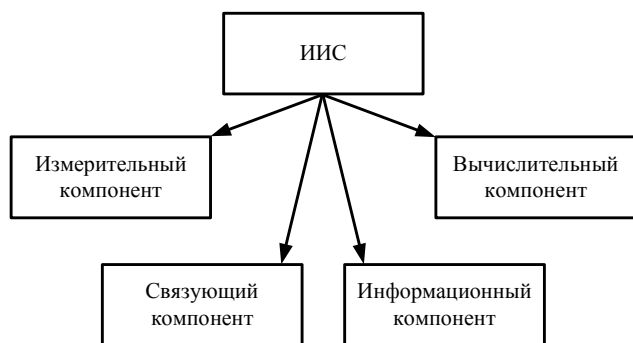 ИИС
Измерительный
компонент
Вычислительный
компонент
Связующий
компонент
Информационный
компонент